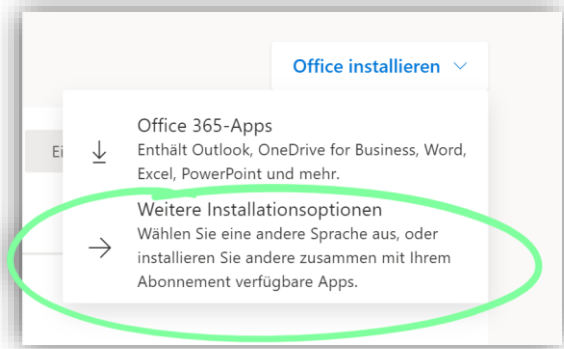 Office installieren
Office 365-Apps
Ei
Enthält Outlook, OneDrive for Business, Word,
Excel, PowerPoint und mehr.
Weitere Installationsoptionen
Wählen Sie eine andere Sprache aus, oder
installieren Sie andere zusammen mit Ihrem
Abonnement verfügbare Apps.